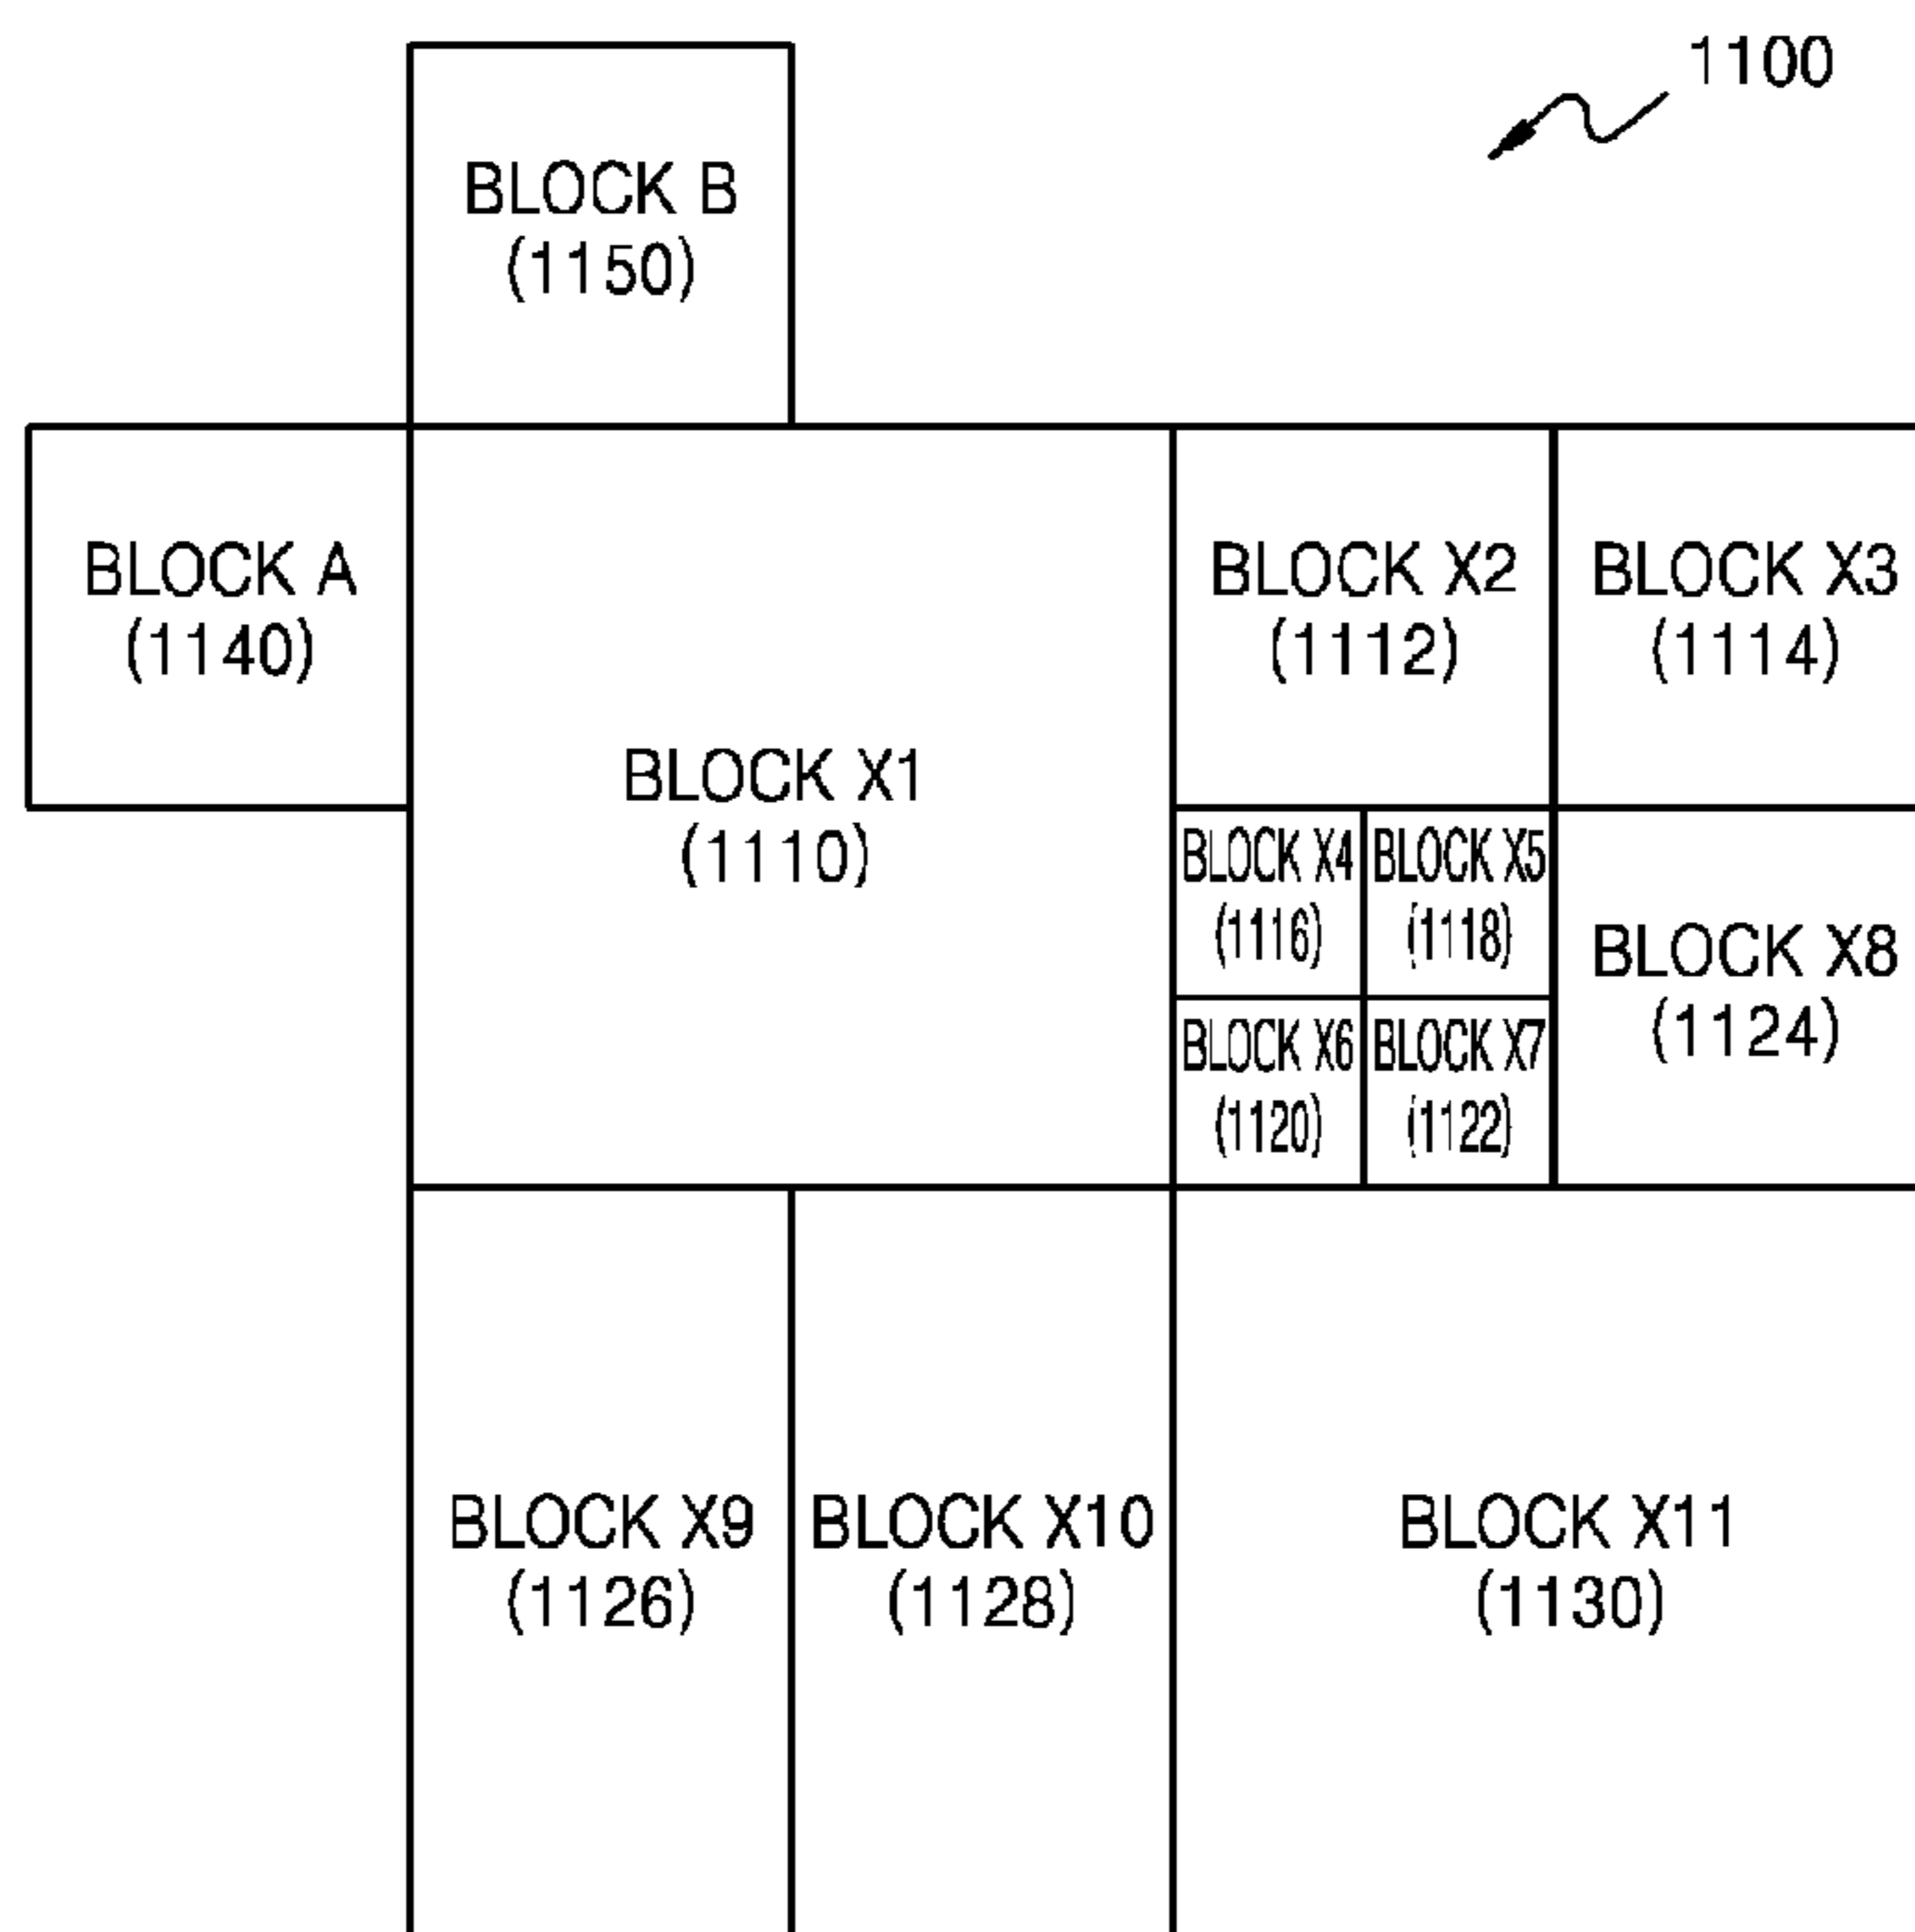 1100
BLOCK B
(1150)
BLOCK A
(1140)
BLOCK X1
(1110)
BLOCK X2
(1112)
BLOCK X3
(1114)
BLOCK X4
(1116)
BLOCK X5
(1118)
BLOCK X6
(1120)
BLOCK X7
(1122)
BLOCK X8
(1124)
BLOCK X9
(1126)
BLOCK X10
(1128)
BLOCK X11
(1130)